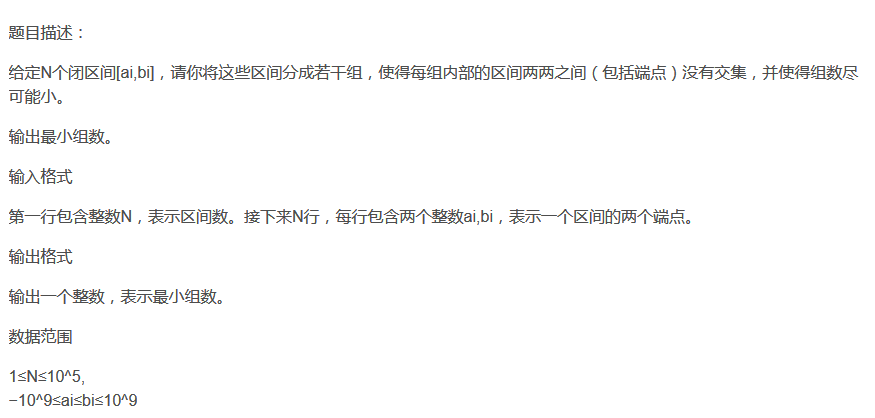 题目描述：
给定N个闭区间[ai,bi]，请你将这些区间分成若干组，使得每组内部的区间两两之间（包括端点）没有交集，并使得组数尽
可能小。
输出最小组数。
输入格式
第一行包含整数N，表示区间数。接下来N行，每行包含两个整数ai,bi，表示一个区间的两个端点。
输出格式
输出一个整数，表示最小组数。
数据范围
1≤N≤10^5,
−10^9≤ai≤bi≤10^9